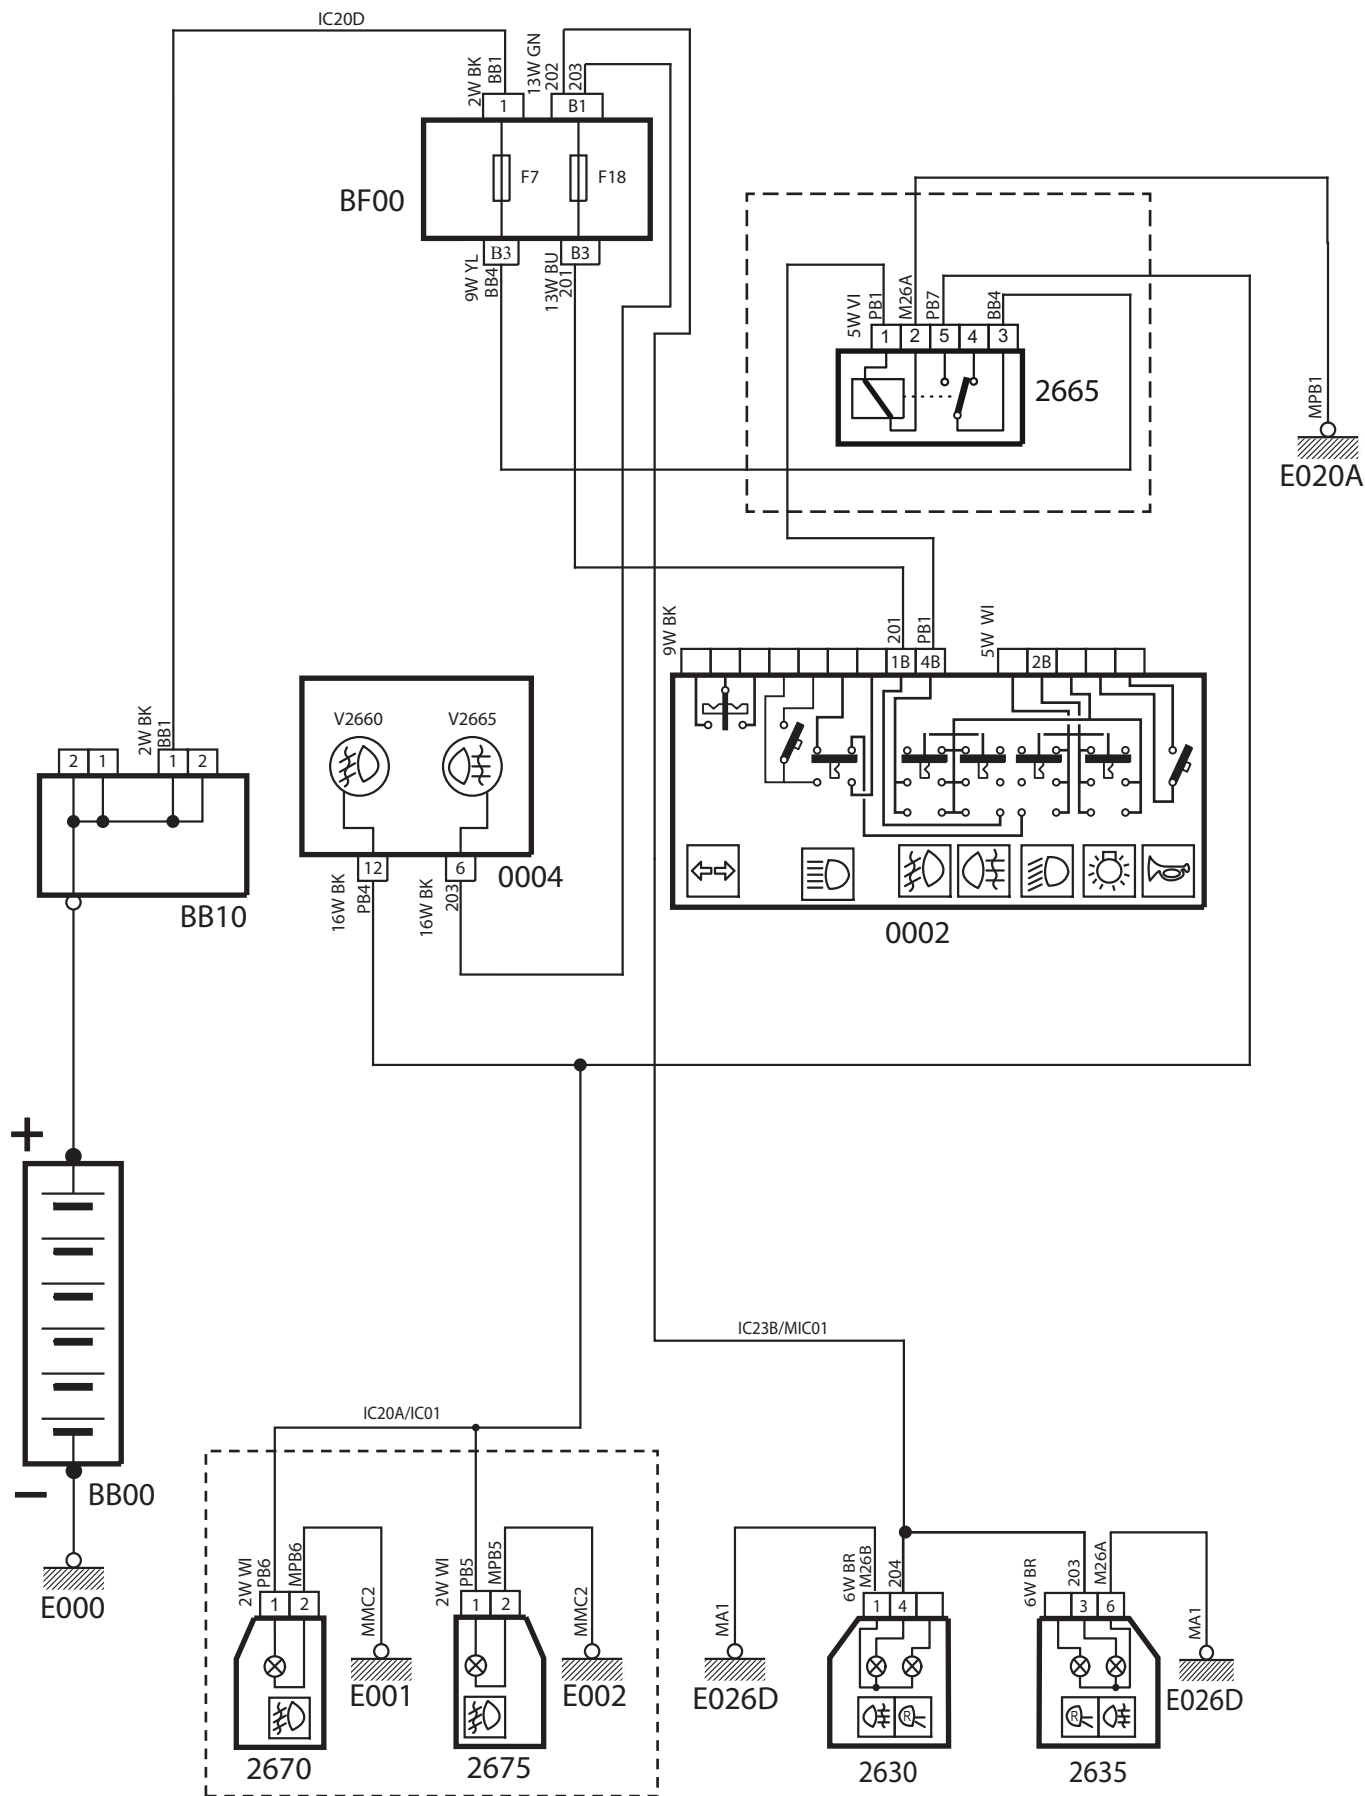 IC20D
2W BK
BB1
13W GN
202
203
1
B1
F7
F18
BF00
B3
B3
9W YL
BB4
13W BU
201
5W VI
PB1
M26A
PB7
BB4
1
2
5
4
3
2665
MPB1
E020A
9W BK
201
PB1
5W WI
1B
4B
2B
0002
V2660
V2665
12
6
0004
16W BK
PB4
16W BK
203
2W BK
BB1
2
1
1
2
BB10
+
−
BB00
E000
IC23B/MIC01
IC20A/IC01
2W WI
PB6
MPB6
1
2
MMC2
E001
2670
2W WI
PB5
MPB5
1
2
MMC2
E002
2675
MA1
E026D
6W BR
M26B
204
1
4
R
2630
6W BR
203
M26A
3
6
R
2635
MA1
E026D